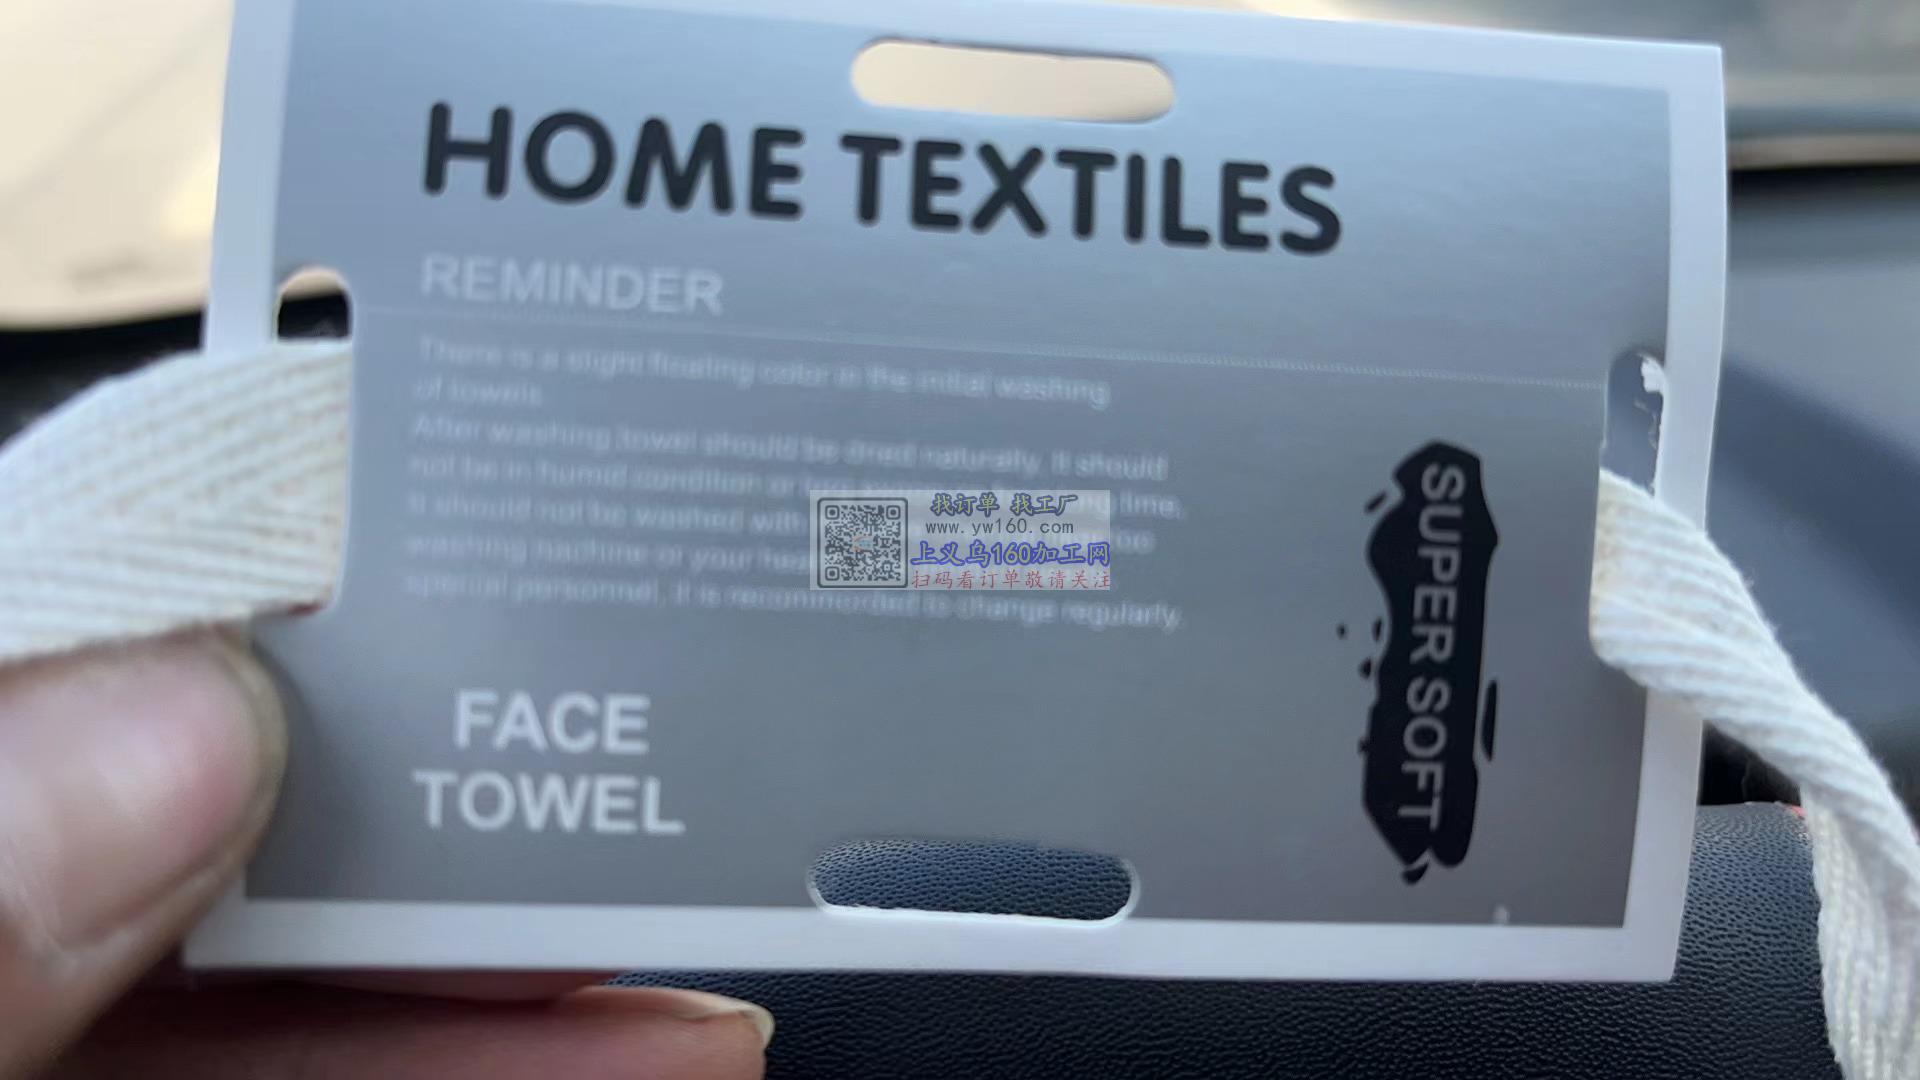 HOME TEXTILES
REMINDER
There is a slight floating color in the initial washing
of towels.
After washing towel should be dried naturally. It should
not be in humid condition or time,
It should not be washed with
washing machine or your
special personnel, it is recommended to change regularly.
找订单 找工厂
www.yw160.com
上义乌160加工网
扫码看订单敬请关注
SUPER SOFT
FACE
TOWEL